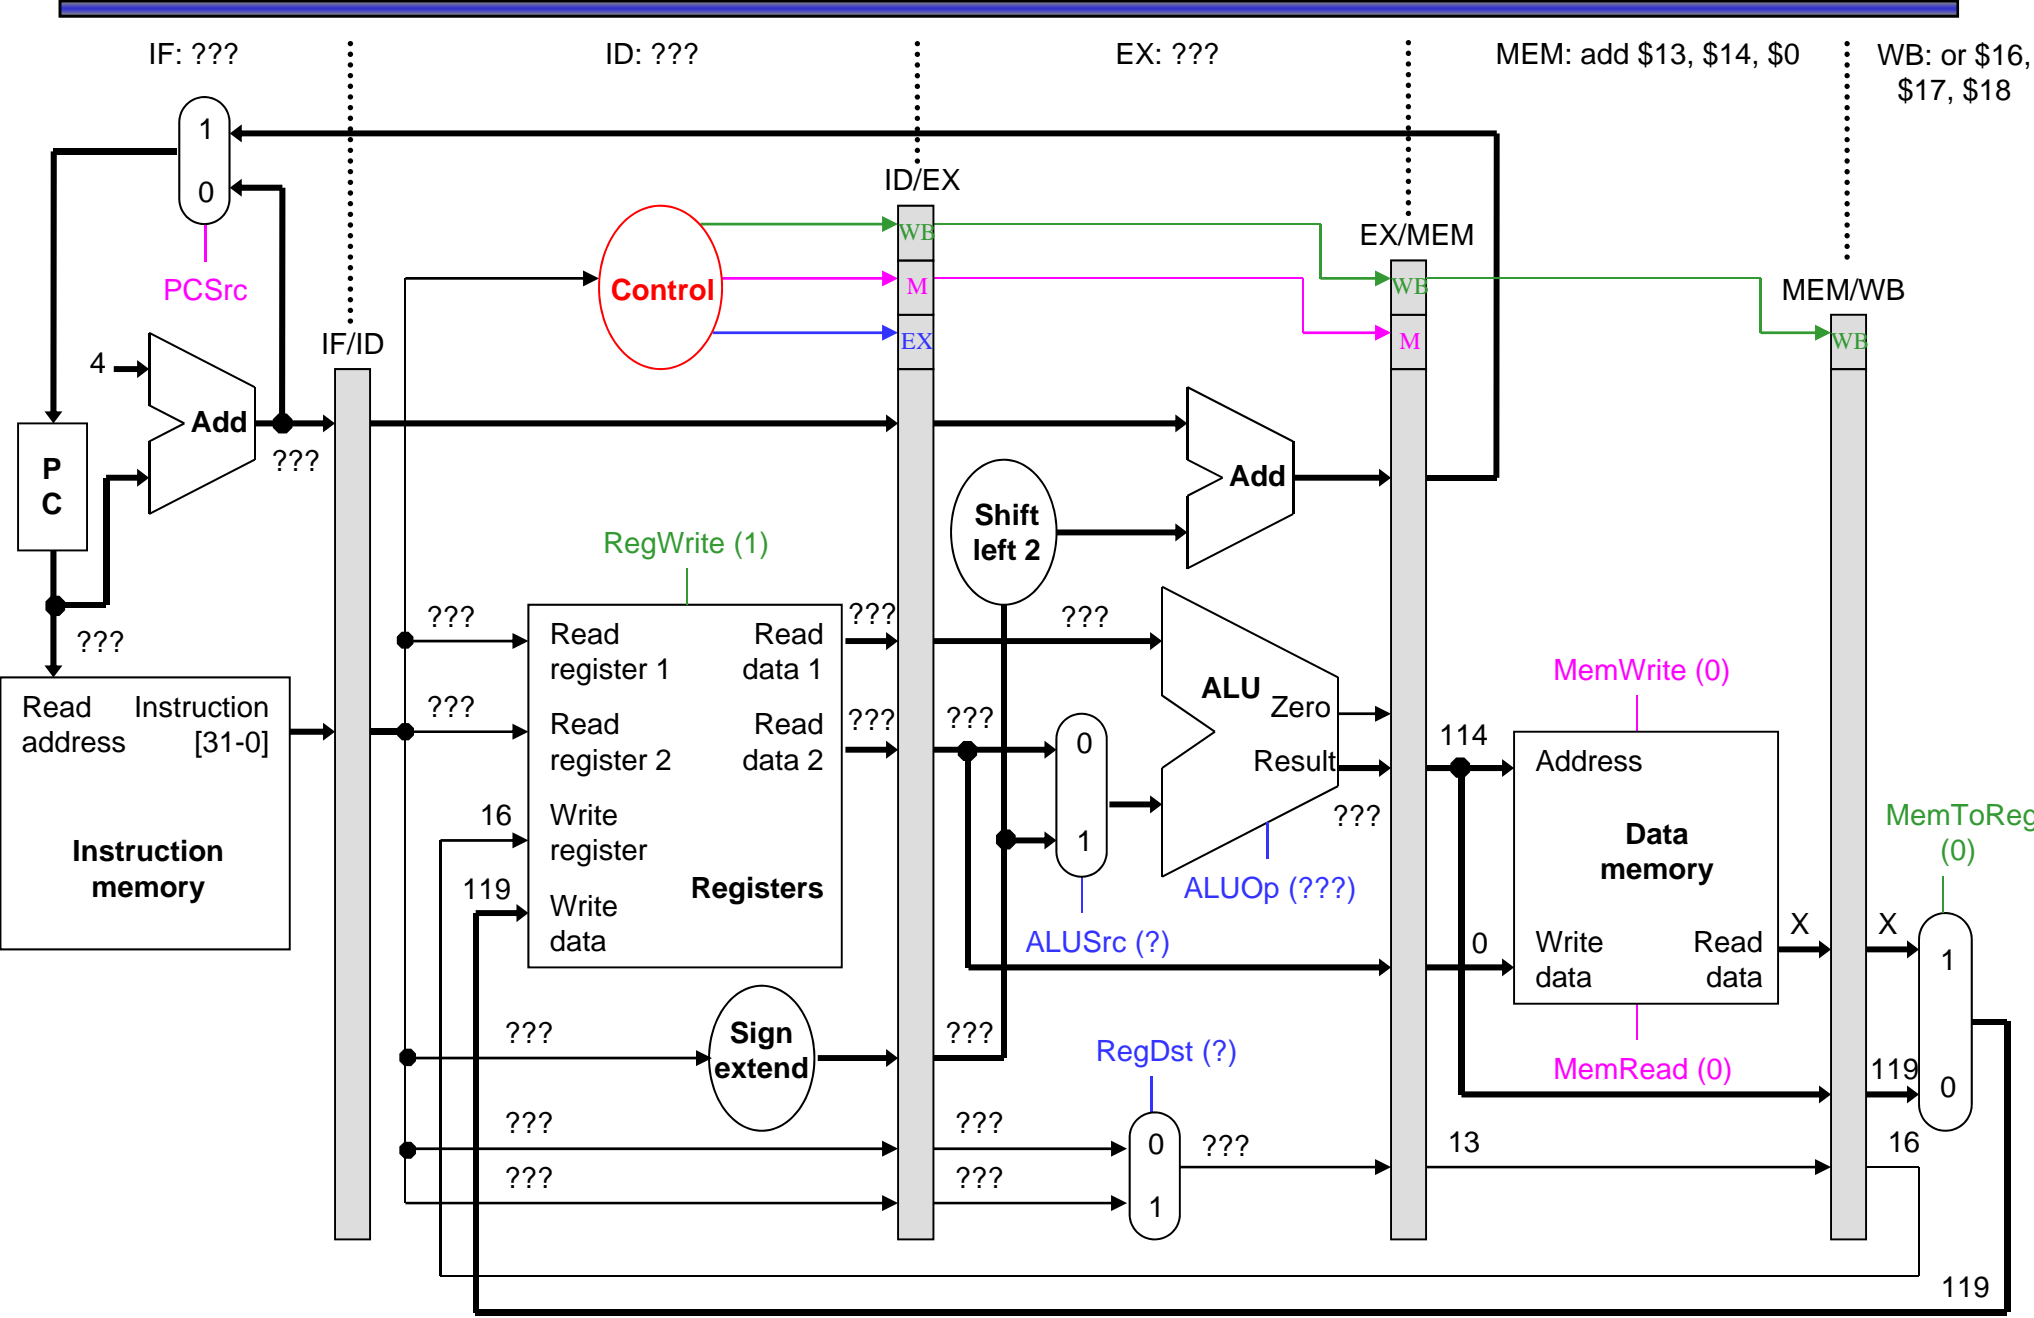 IF: ???
ID: ???
EX: ???
MEM: add $13, $14, $0
WB: or $16,
$17, $18
1
0
PCSrc
ID/EX
WB
M
EX
Control
EX/MEM
WB
M
MEM/WB
WB
IF/ID
4
Add
???
P
C
???
Add
Shift
left 2
RegWrite (1)
???
???
Read
register 1
Read
data 1
???
???
Read
register 2
Read
data 2
16
Write
register
119
Write
data
Registers
Read
address
Instruction
[31-0]
Instruction
memory
???
???
ALU
Zero
Result
???
0
1
ALUSrc (?)
ALUOp (???)
MemWrite (0)
114
Address
Data
memory
0
Write
data
Read
data
MemRead (0)
X
X
MemToReg
(0)
1
0
119
???
Sign
extend
???
RegDst (?)
???
???
???
???
0
1
???
13
16
119